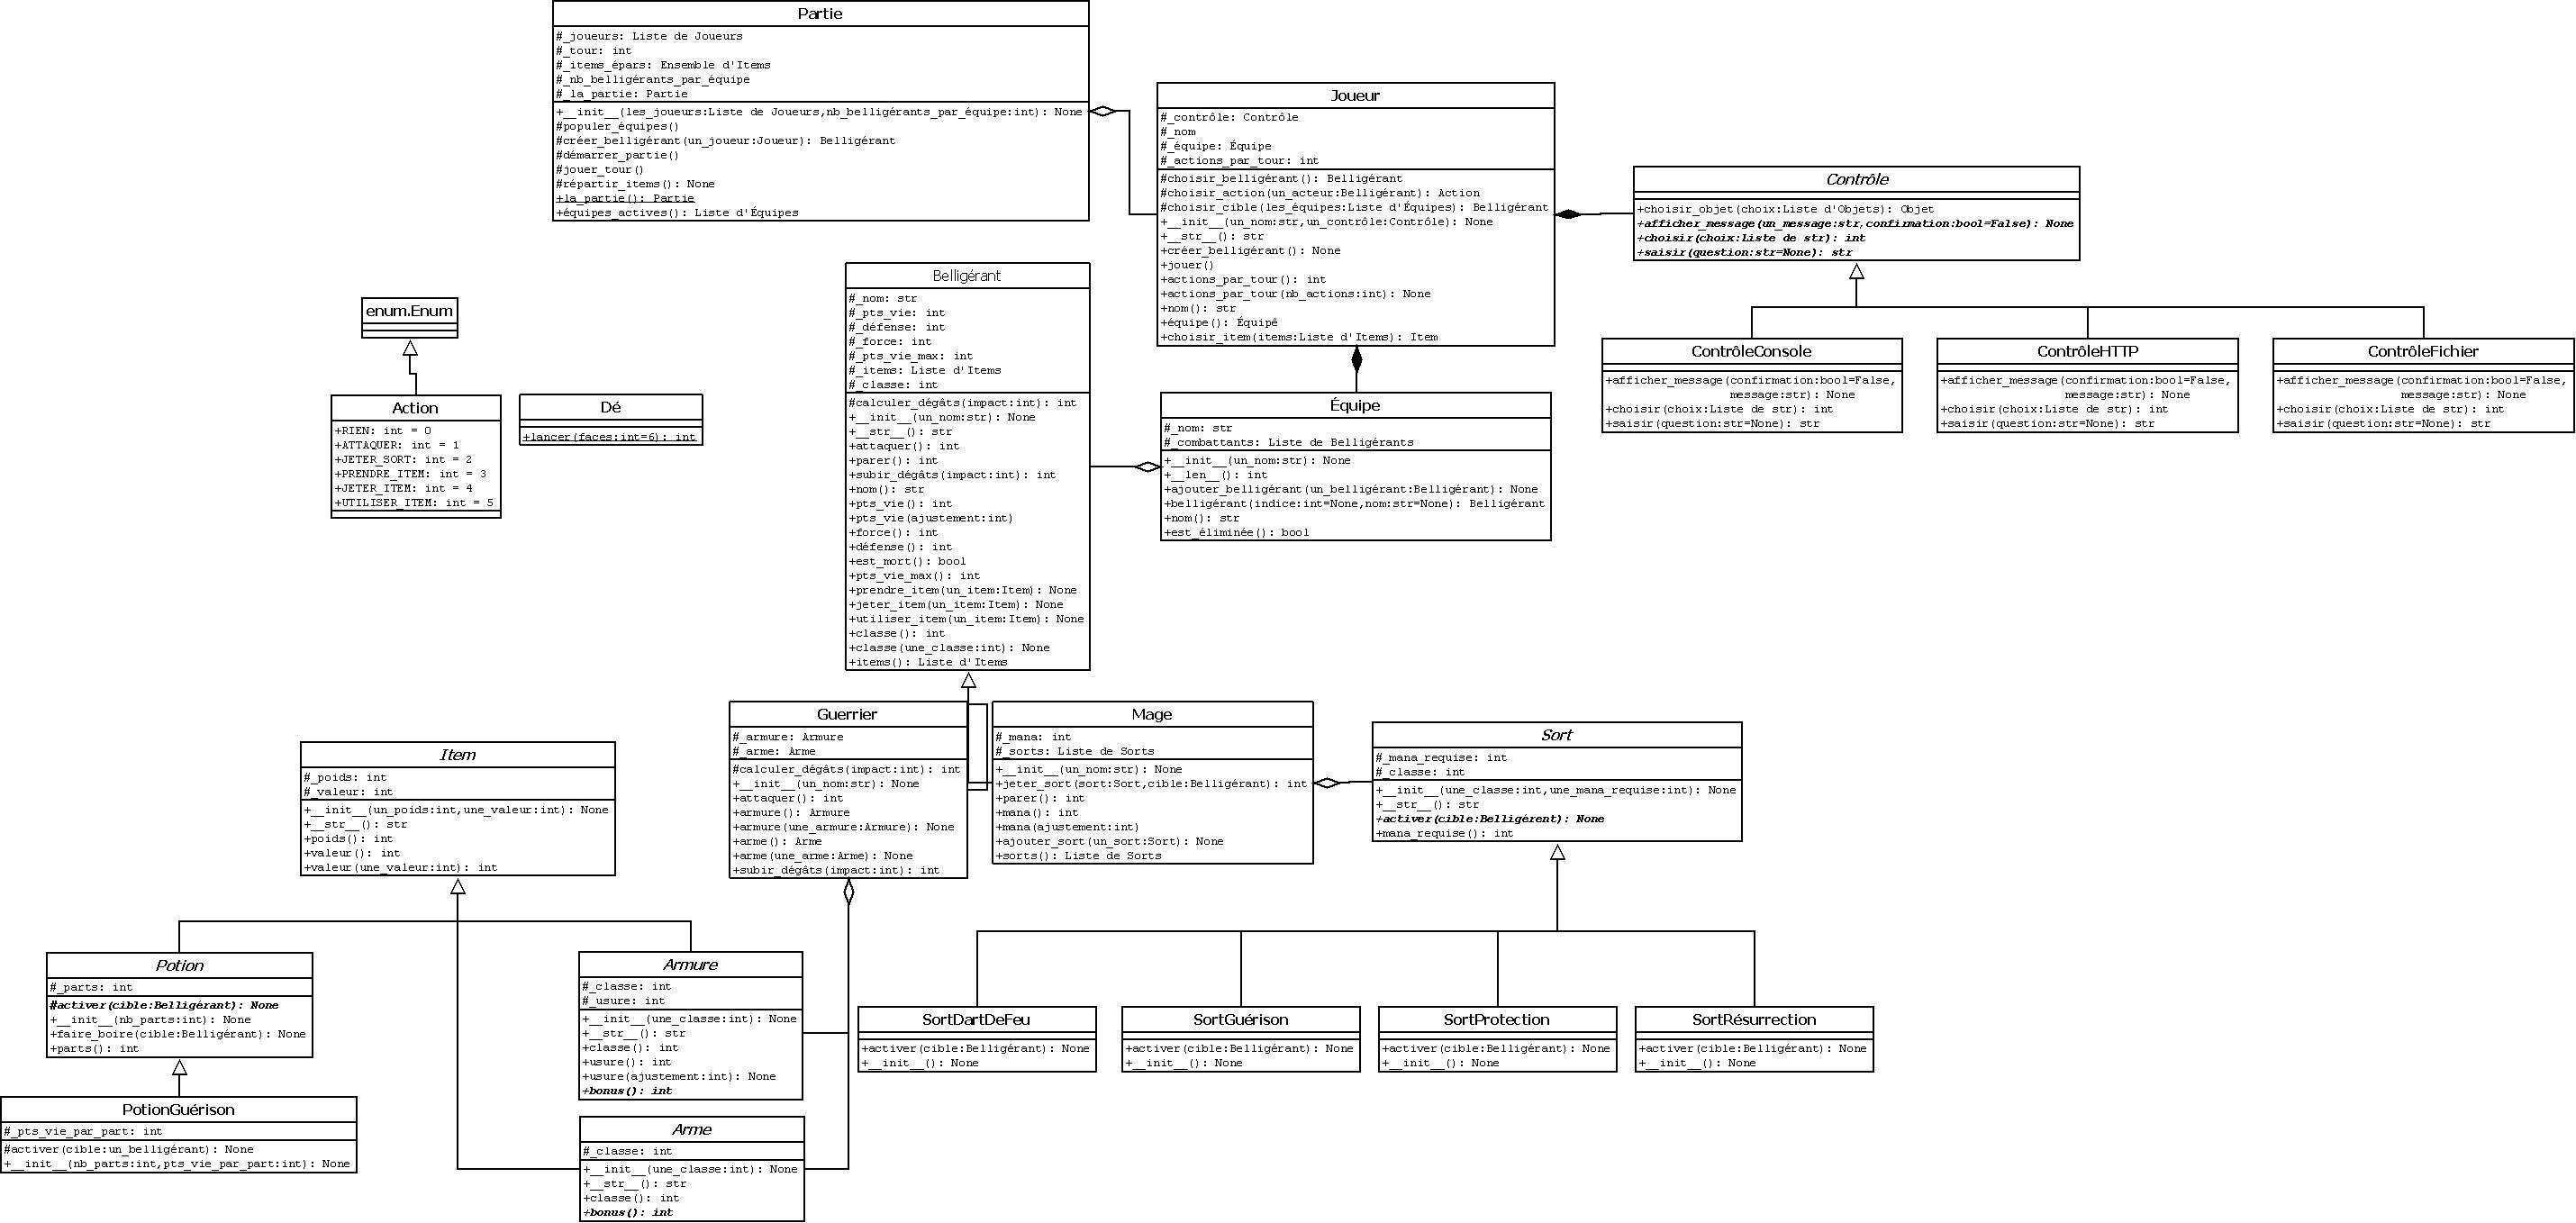 Partie
#_joueurs: Liste de Joueurs
#_tour: int
#_items_épars: Ensemble d'Items
#_nb_belligérants_par_équipe
#_la_partie: Partie
+__init__(les_joueurs:Liste de Joueurs,nb_belligérants_par_équipe:int): None
#populer_équipes()
#créer_belligérant(un_joueur:Joueur): Belligérant
#démarrer_partie()
#jouer_tour()
#répartir_items(): None
+la_partie(): Partie
+équipes_actives(): Liste d'Équipes
Joueur
#_contrôle: Contrôle
#_nom
#_équipe: Équipe
#_actions_par_tour: int
#choisir_belligérant(): Belligérant
#choisir_action(un_acteur:Belligérant): Action
#choisir_cible(les_équipes:Liste d'Équipes): Belligérant
+__init__(un_nom:str,un_contrôle:Contrôle): None
+__str__(): str
+créer_belligérant(): None
+jouer()
+actions_par_tour(): int
+actions_par_tour(nb_actions:int): None
+nom(): str
+équipe(): Équipê
+choisir_item(items:Liste d'Items): Item
Contrôle
+choisir_objet(choix:Liste d'Objets): Objet
+afficher_message(un_message:str,confirmation:bool=False): None
+choisir(choix:Liste de str): int
+saisir(question:str=None): str
ContrôleConsole
+afficher_message(confirmation:bool=False,
message:str): None
+choisir(choix:Liste de str): int
+saisir(question:str=None): str
ContrôleHTTP
+afficher_message(confirmation:bool=False,
message:str): None
+choisir(choix:Liste de str): int
+saisir(question:str=None): str
ContrôleFichier
+afficher_message(confirmation:bool=False,
message:str): None
+choisir(choix:Liste de str): int
+saisir(question:str=None): str
Belligérant
#_nom: str
#_pts_vie: int
#_défense: int
#_force: int
#_pts_vie_max: int
#_items: Liste d'Items
#_classe: int
#calculer_dégâts(impact:int): int
+__init__(un_nom:str): None
+__str__(): str
+attaquer(): int
+parer(): int
+subir_dégâts(impact:int): int
+nom(): str
+pts_vie(): int
+pts_vie(ajustement:int)
+force(): int
+défense(): int
+est_mort(): bool
+pts_vie_max(): int
+prendre_item(un_item:Item): None
+jeter_item(un_item:Item): None
+utiliser_item(un_item:Item): None
+classe(): int
+classe(une_classe:int): None
+items(): Liste d'Items
enum.Enum
Action
+RIEN: int = 0
+ATTAQUER: int = 1
+JETER_SORT: int = 2
+PRENDRE_ITEM: int = 3
+JETER_ITEM: int = 4
+UTILISER_ITEM: int = 5
Dé
+lancer(faces:int=6): int
Équipe
#_nom: str
#_combattants: Liste de Belligérants
+__init__(un_nom:str): None
+__len__(): int
+ajouter_belligérant(un_belligérant:Belligérant): None
+belligérant(indice:int=None,nom:str=None): Belligérant
+nom(): str
+est_éliminée(): bool
Guerrier
#_armure: Armure
#_arme: Arme
#calculer_dégâts(impact:int): int
+__init__(un_nom:str): None
+attaquer(): int
+armure(): Armure
+armure(une_armure:Armure): None
+arme(): Arme
+arme(une_arme:Arme): None
+subir_dégâts(impact:int): int
Mage
#_mana: int
#_sorts: Liste de Sorts
+__init__(un_nom:str): None
+jeter_sort(sort:Sort,cible:Belligérant): int
+parer(): int
+mana(): int
+mana(ajustement:int)
+ajouter_sort(un_sort:Sort): None
+sorts(): Liste de Sorts
Sort
#_mana_requise: int
#_classe: int
+__init__(une_classe:int,une_mana_requise:int): None
+__str__(): str
+activer(cible:Belligérent): None
+mana_requise(): int
Item
#_poids: int
#_valeur: int
+__init__(un_poids:int,une_valeur:int): None
+__str__(): str
+poids(): int
+valeur(): int
+valeur(une_valeur:int): int
Potion
#_parts: int
#activer(cible:Belligérant): None
+__init__(nb_parts:int): None
+faire_boire(cible:Belligérant): None
+parts(): int
PotionGuérison
#_pts_vie_par_part: int
#activer(cible:un_belligérant): None
+__init__(nb_parts:int,pts_vie_par_part:int): None
Armure
#_classe: int
#_usure: int
+__init__(une_classe:int): None
+__str__(): str
+classe(): int
+usure(): int
+usure(ajustement:int): None
+bonus(): int
Arme
#_classe: int
+__init__(une_classe:int): None
+__str__(): str
+classe(): int
+bonus(): int
SortDartDeFeu
+activer(cible:Belligérant): None
+__init__(): None
SortGuérison
+activer(cible:Belligérant): None
+__init__(): None
SortProtection
+activer(cible:Belligérant): None
+__init__(): None
SortRésurrection
+activer(cible:Belligérant): None
+__init__(): None